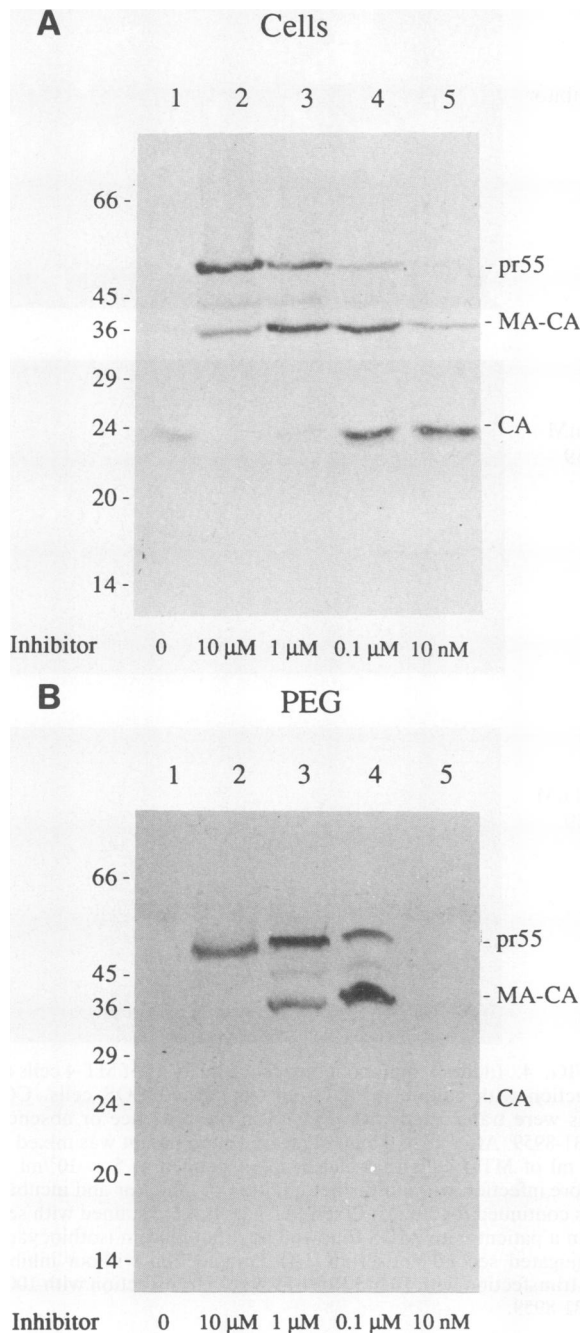 A
Cells
1 2 3 4 5
66 -
- pr55
45 -
36 -
- MA-CA
29 -
24 -
- CA
20 -
14 -
Inhibitor 0 10 µM 1 µM 0.1 µM 10 nM
B
PEG
1 2 3 4 5
66 -
- pr55
45 -
36 -
- MA-CA
29 -
24 -
- CA
20 -
14 -
Inhibitor 0 10 µM 1 µM 0.1 µM 10 nM